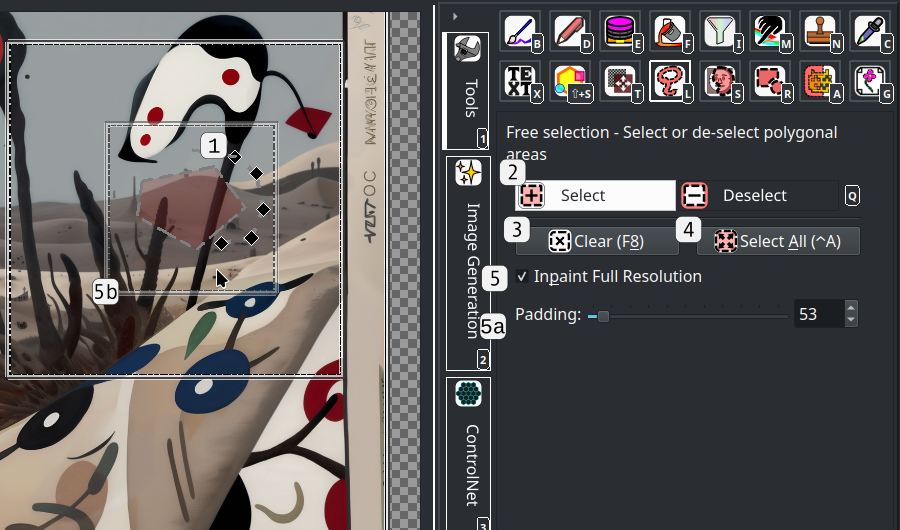 B
D
E
F
I
M
N
C
TE
XT
X
⇧+S
T
L
S
R
A
G
Tools
1
Free selection - Select or de-select polygonal
areas
1
2
Select
Deselect
Q
3
Clear (F8)
4
Select All (^A)
Image Generation
2
5
Inpaint Full Resolution
5a
Padding:
53
5b
ControlNet
3